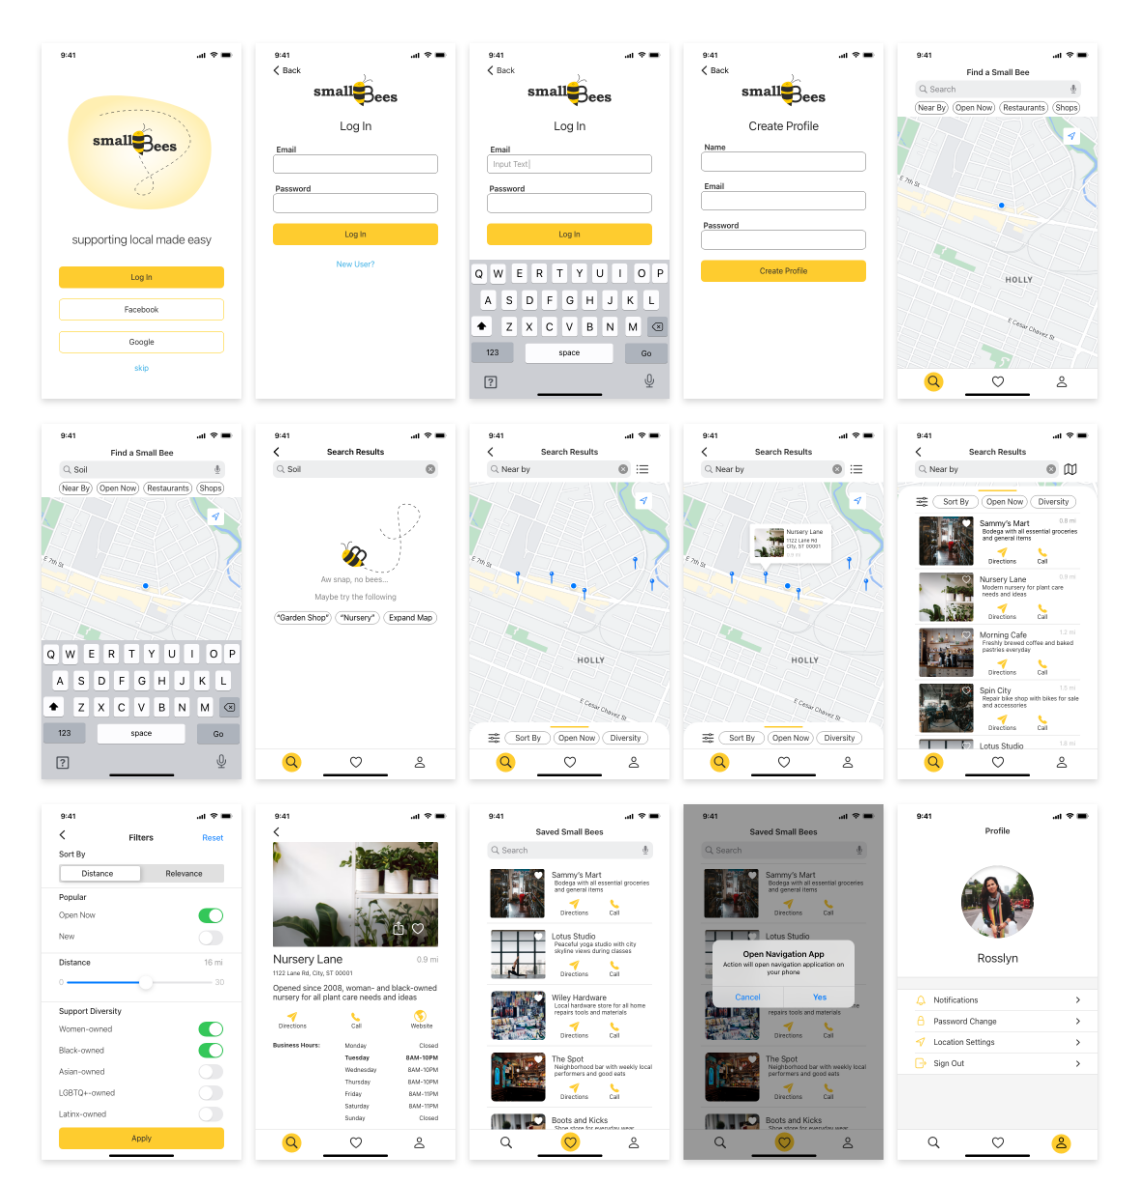 9:41
small Bees
supporting local made easy
Log In
Facebook
Google
skip
9:41
Back
small Bees
Log In
Email
Password
Log In
New User?
9:41
Back
small Bees
Log In
Email
Input Text
Password
Log In
Q W E R T Y U I O P
A S D F G H J K L
Z X C V B N M
123 space Go
9:41
Back
small Bees
Create Profile
Name
Email
Password
Create Profile
9:41
Find a Small Bee
Search
Near By Open Now Restaurants Shops
E 7th St
HOLLY
E Cesar Chavez St
9:41
Find a Small Bee
Soil
Near By Open Now Restaurants Shops
E 7th St
Q W E R T Y U I O P
A S D F G H J K L
Z X C V B N M
123 space Go
9:41
Search Results
Soil
Aw snap, no bees...
Maybe try the following
"Garden Shop" "Nursery" Expand Map
9:41
Search Results
Near by
E 7th St
HOLLY
E Cesar Chavez St
Sort By Open Now Diversity
9:41
Search Results
Near by
Nursery Lane
1122 Lane Rd
City, ST 00001
0.9 mi
E 7th St
HOLLY
E Cesar Chavez St
Sort By Open Now Diversity
9:41
Search Results
Near by
Sort By Open Now Diversity
Sammy's Mart 0.8 mi
Bodega with all essential groceries
and general items
Directions Call
Nursery Lane 0.9 mi
Modern nursery for plant care
needs and ideas
Directions Call
Morning Cafe 1.2 mi
Freshly brewed coffee and baked
pastries everyday
Directions Call
Spin City 1.5 mi
Repair bike shop with bikes for sale
and accessories
Directions Call
Lotus Studio 1.8 mi
9:41
Filters Reset
Sort By
Distance Relevance
Popular
Open Now
New
Distance 16 mi
0 30
Support Diversity
Women-owned
Black-owned
Asian-owned
LGBTQ+-owned
Latinx-owned
Apply
9:41
Nursery Lane 0.9 mi
1122 Lane Rd, City, ST 00001
Opened since 2008, woman- and black-owned
nursery for all plant care needs and ideas
Directions Call Website
Business Hours: Monday Closed
Tuesday 8AM-10PM
Wednesday 8AM-10PM
Thursday 8AM-10PM
Friday 8AM-11PM
Saturday 8AM-11PM
Sunday Closed
9:41
Saved Small Bees
Search
Sammy's Mart
Bodega with all essential groceries
and general items
Directions Call
Lotus Studio
Peaceful yoga studio with city
skyline views during classes
Directions Call
Wiley Hardware
Local hardware store for all home
repairs tools and materials
Directions Call
The Spot
Neighborhood bar with weekly local
performers and good eats
Directions Call
Boots and Kicks
Shoe store for everyday wear
9:41
Saved Small Bees
Search
Sammy's Mart
Bodega with all essential groceries
and general items
Directions Call
Lotus Studio
Open Navigation App
Action will open navigation application on
your phone
Cancel Yes
repairs tools and materials
Directions Call
The Spot
Neighborhood bar with weekly local
performers and good eats
Directions Call
Boots and Kicks
Shoe store for everyday wear
9:41
Profile
Rosslyn
Notifications
Password Change
Location Settings
Sign Out